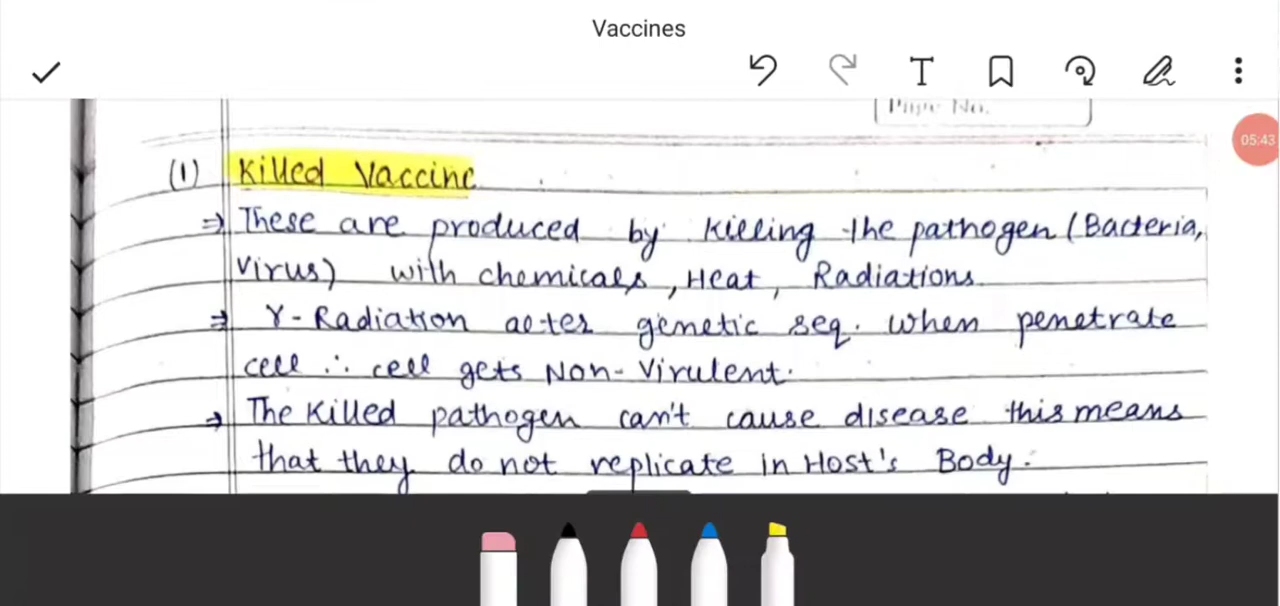 Vaccines
Page No.
05:43
(1) Killed Vaccine
⇒ These are produced by killing the pathogen (Bacteria,
Virus) with chemicals, Heat, Radiations.
⇒ γ-Radiation alter genetic seq. when penetrate
cell ∴ cell gets Non-Virulent.
→ The Killed pathogen can't cause disease this means
that they do not replicate in Host's Body.